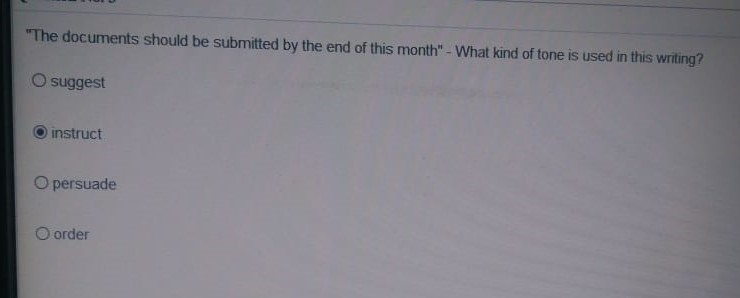 "The documents should be submitted by the end of this month" - What kind of tone is used in this writing?
suggest
instruct
persuade
order